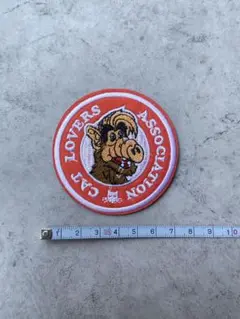 CAT LOVERS ASSOCIATION
1 2 3 4 5 6 7 8 9 10